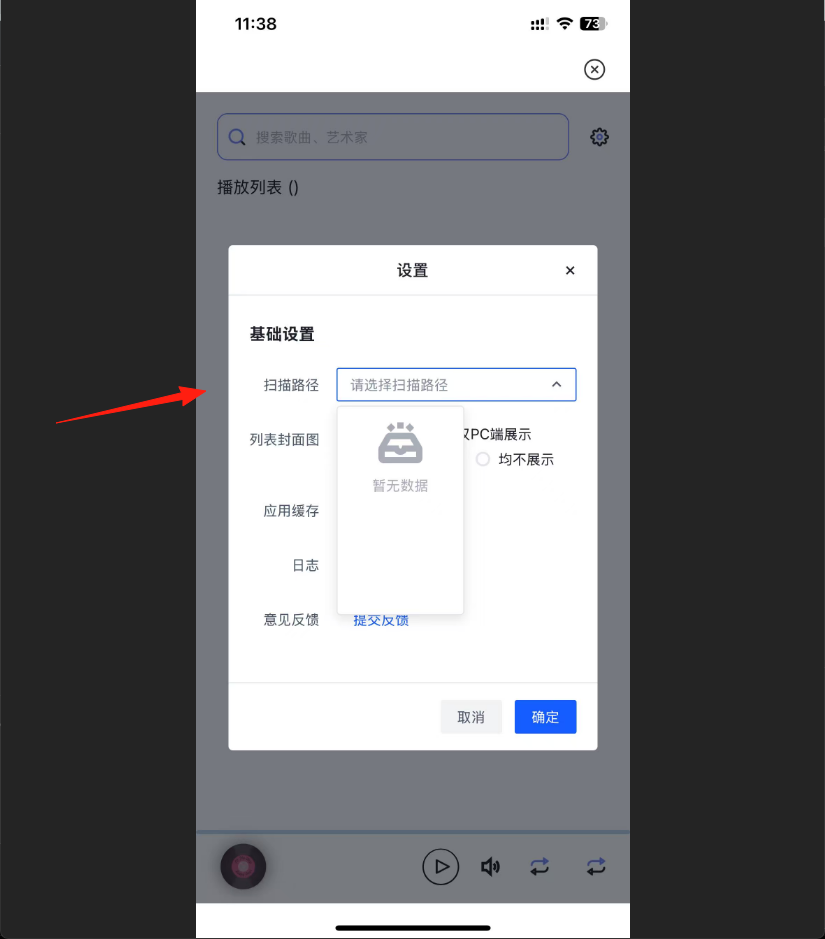 11:38
73
搜索歌曲、艺术家
播放列表 ()
设置
基础设置
扫描路径
请选择扫描路径
列表封面图
PC端展示
均不展示
暂无数据
应用缓存
日志
意见反馈
提交反馈
取消
确定